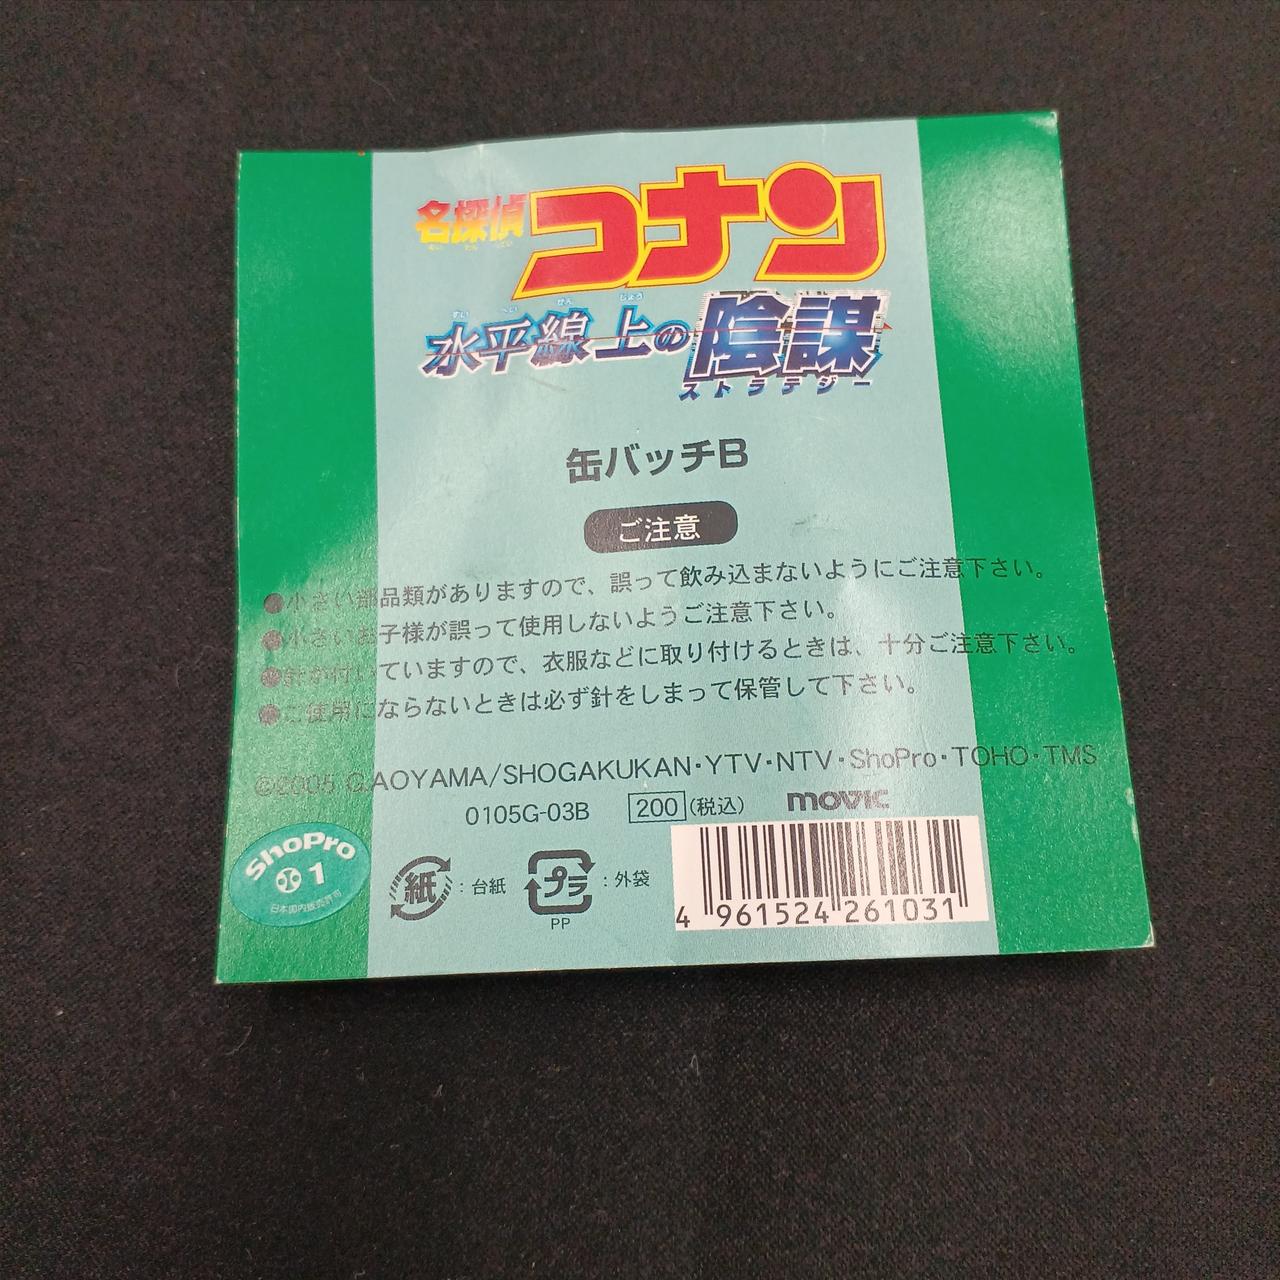 名探偵コナン
水平線上の陰謀
ストラテジー
缶バッチB
ご注意
●小さい部品類がありますので、誤って飲み込まないようにご注意下さい。
●小さいお子様が誤って使用しないようご注意下さい。
●針が付いていますので、衣服などに取り付けるときは、十分ご注意下さい。
●ご使用にならないときは必ず針をしまって保管して下さい。
©2005 G.AOYAMA/SHOGAKUKAN・YTV・NTV・ShoPro・TOHO・TMS
0105G-03B 200 (税込) movic
ShoPro
1
日本国内販売許可
紙:台紙
プラ:外袋
PP
4 961524 261031